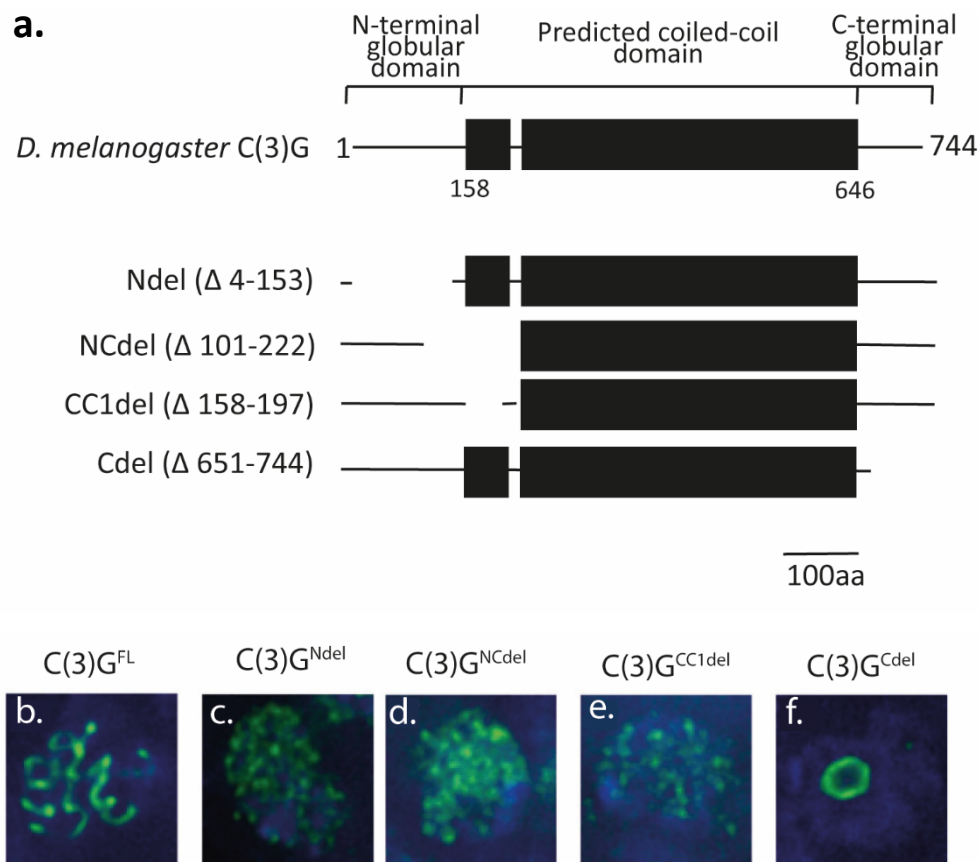 a.
N-terminal
globular
domain
Predicted coiled-coil
domain
C-terminal
globular
domain
D. melanogaster C(3)G 1 744
158 646
Ndel (Δ 4-153)
NCdel (Δ 101-222)
CC1del (Δ 158-197)
Cdel (Δ 651-744)
100aa
C(3)G^FL C(3)G^Ndel C(3)G^NCdel C(3)G^CC1del C(3)G^Cdel
b. c. d. e. f.